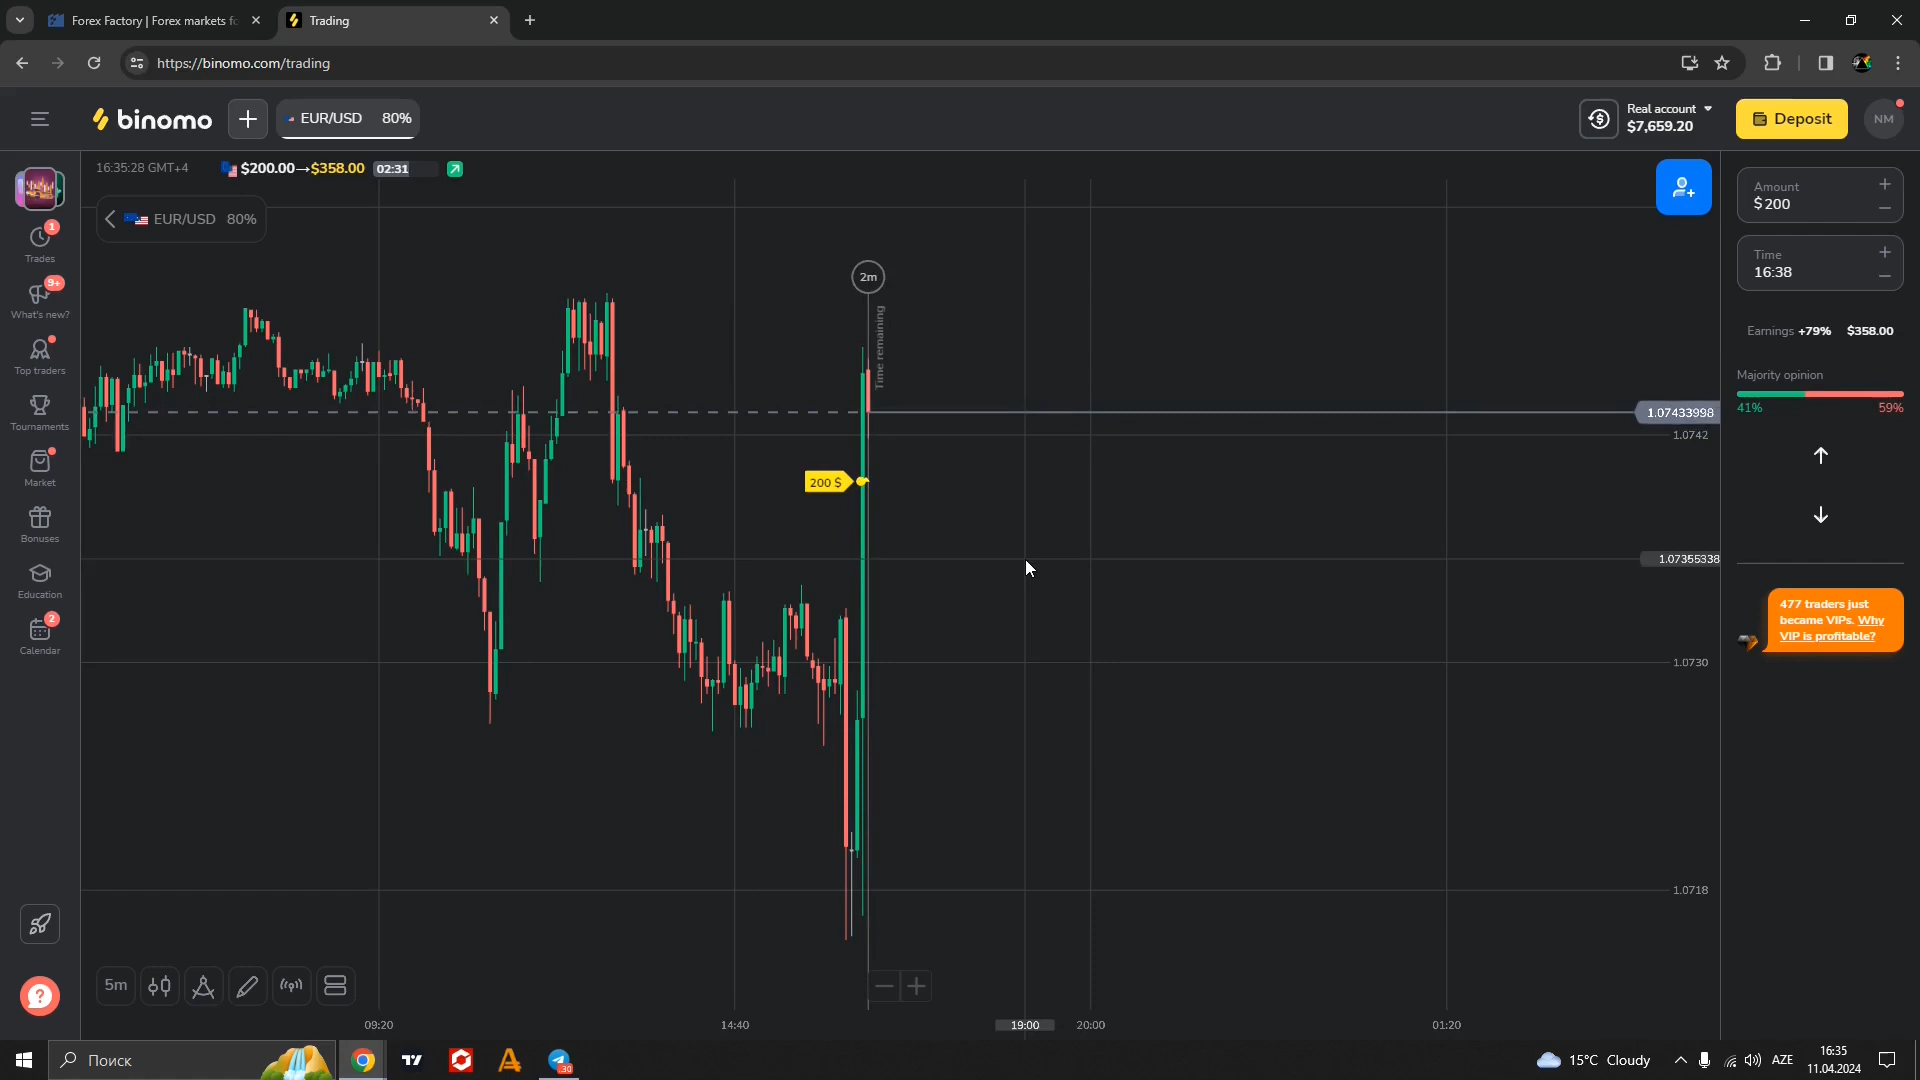 Forex Factory | Forex markets fo
Trading
https://binomo.com/trading
binomo
EUR/USD 80%
Real account
$7,659.20
Deposit
NM
16:35:28 GMT+4
$200.00→$358.00
02:31
EUR/USD 80%
1
Trades
9+
What's new?
Top traders
Tournaments
Market
Bonuses
Education
2
Calendar
2m
Time remaining
200 $
1.07433998
1.0742
1.07355338
1.0730
1.0718
Amount
$200
Time
16:38
Earnings +79% $358.00
Majority opinion
41% 59%
477 traders just
became VIPs. Why
VIP is profitable?
5m
09:20
14:40
19:00
20:00
01:20
Поиск
30
15°C Cloudy
AZE
16:35
11.04.2024